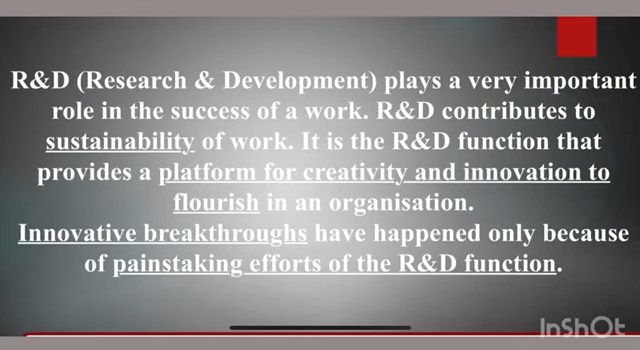 R&D (Research & Development) plays a very important
role in the success of a work. R&D contributes to
sustainability of work. It is the R&D function that
provides a platform for creativity and innovation to
flourish in an organisation.
Innovative breakthroughs have happened only because
of painstaking efforts of the R&D function.
InShOt